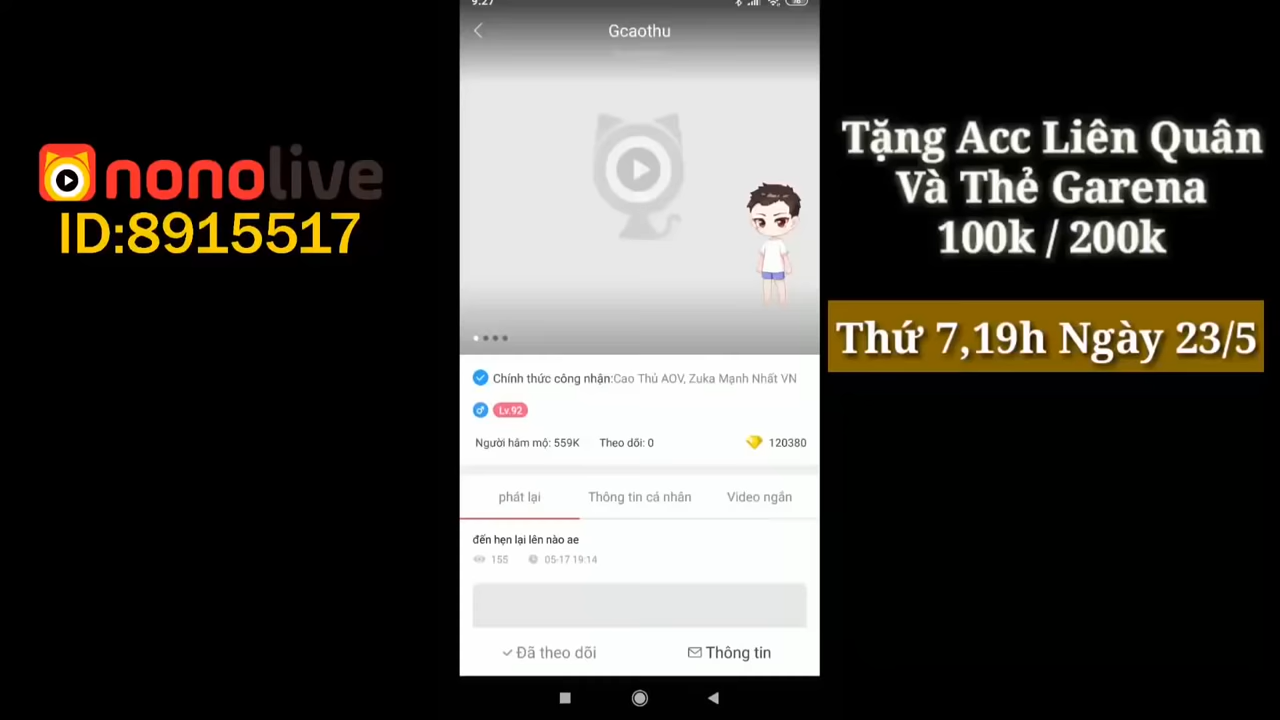 9:27
Gcaothu
nonolive
ID:8915517
Tặng Acc Liên Quân
Và Thẻ Garena
100k / 200k
Thứ 7,19h Ngày 23/5
Chính thức công nhận:Cao Thủ AOV, Zuka Mạnh Nhất VN
Lv.92
Người hâm mộ: 559K Theo dõi: 0 120380
phát lại Thông tin cá nhân Video ngắn
đến hẹn lại lên nào ae
155 05-17 19:14
Đã theo dõi Thông tin